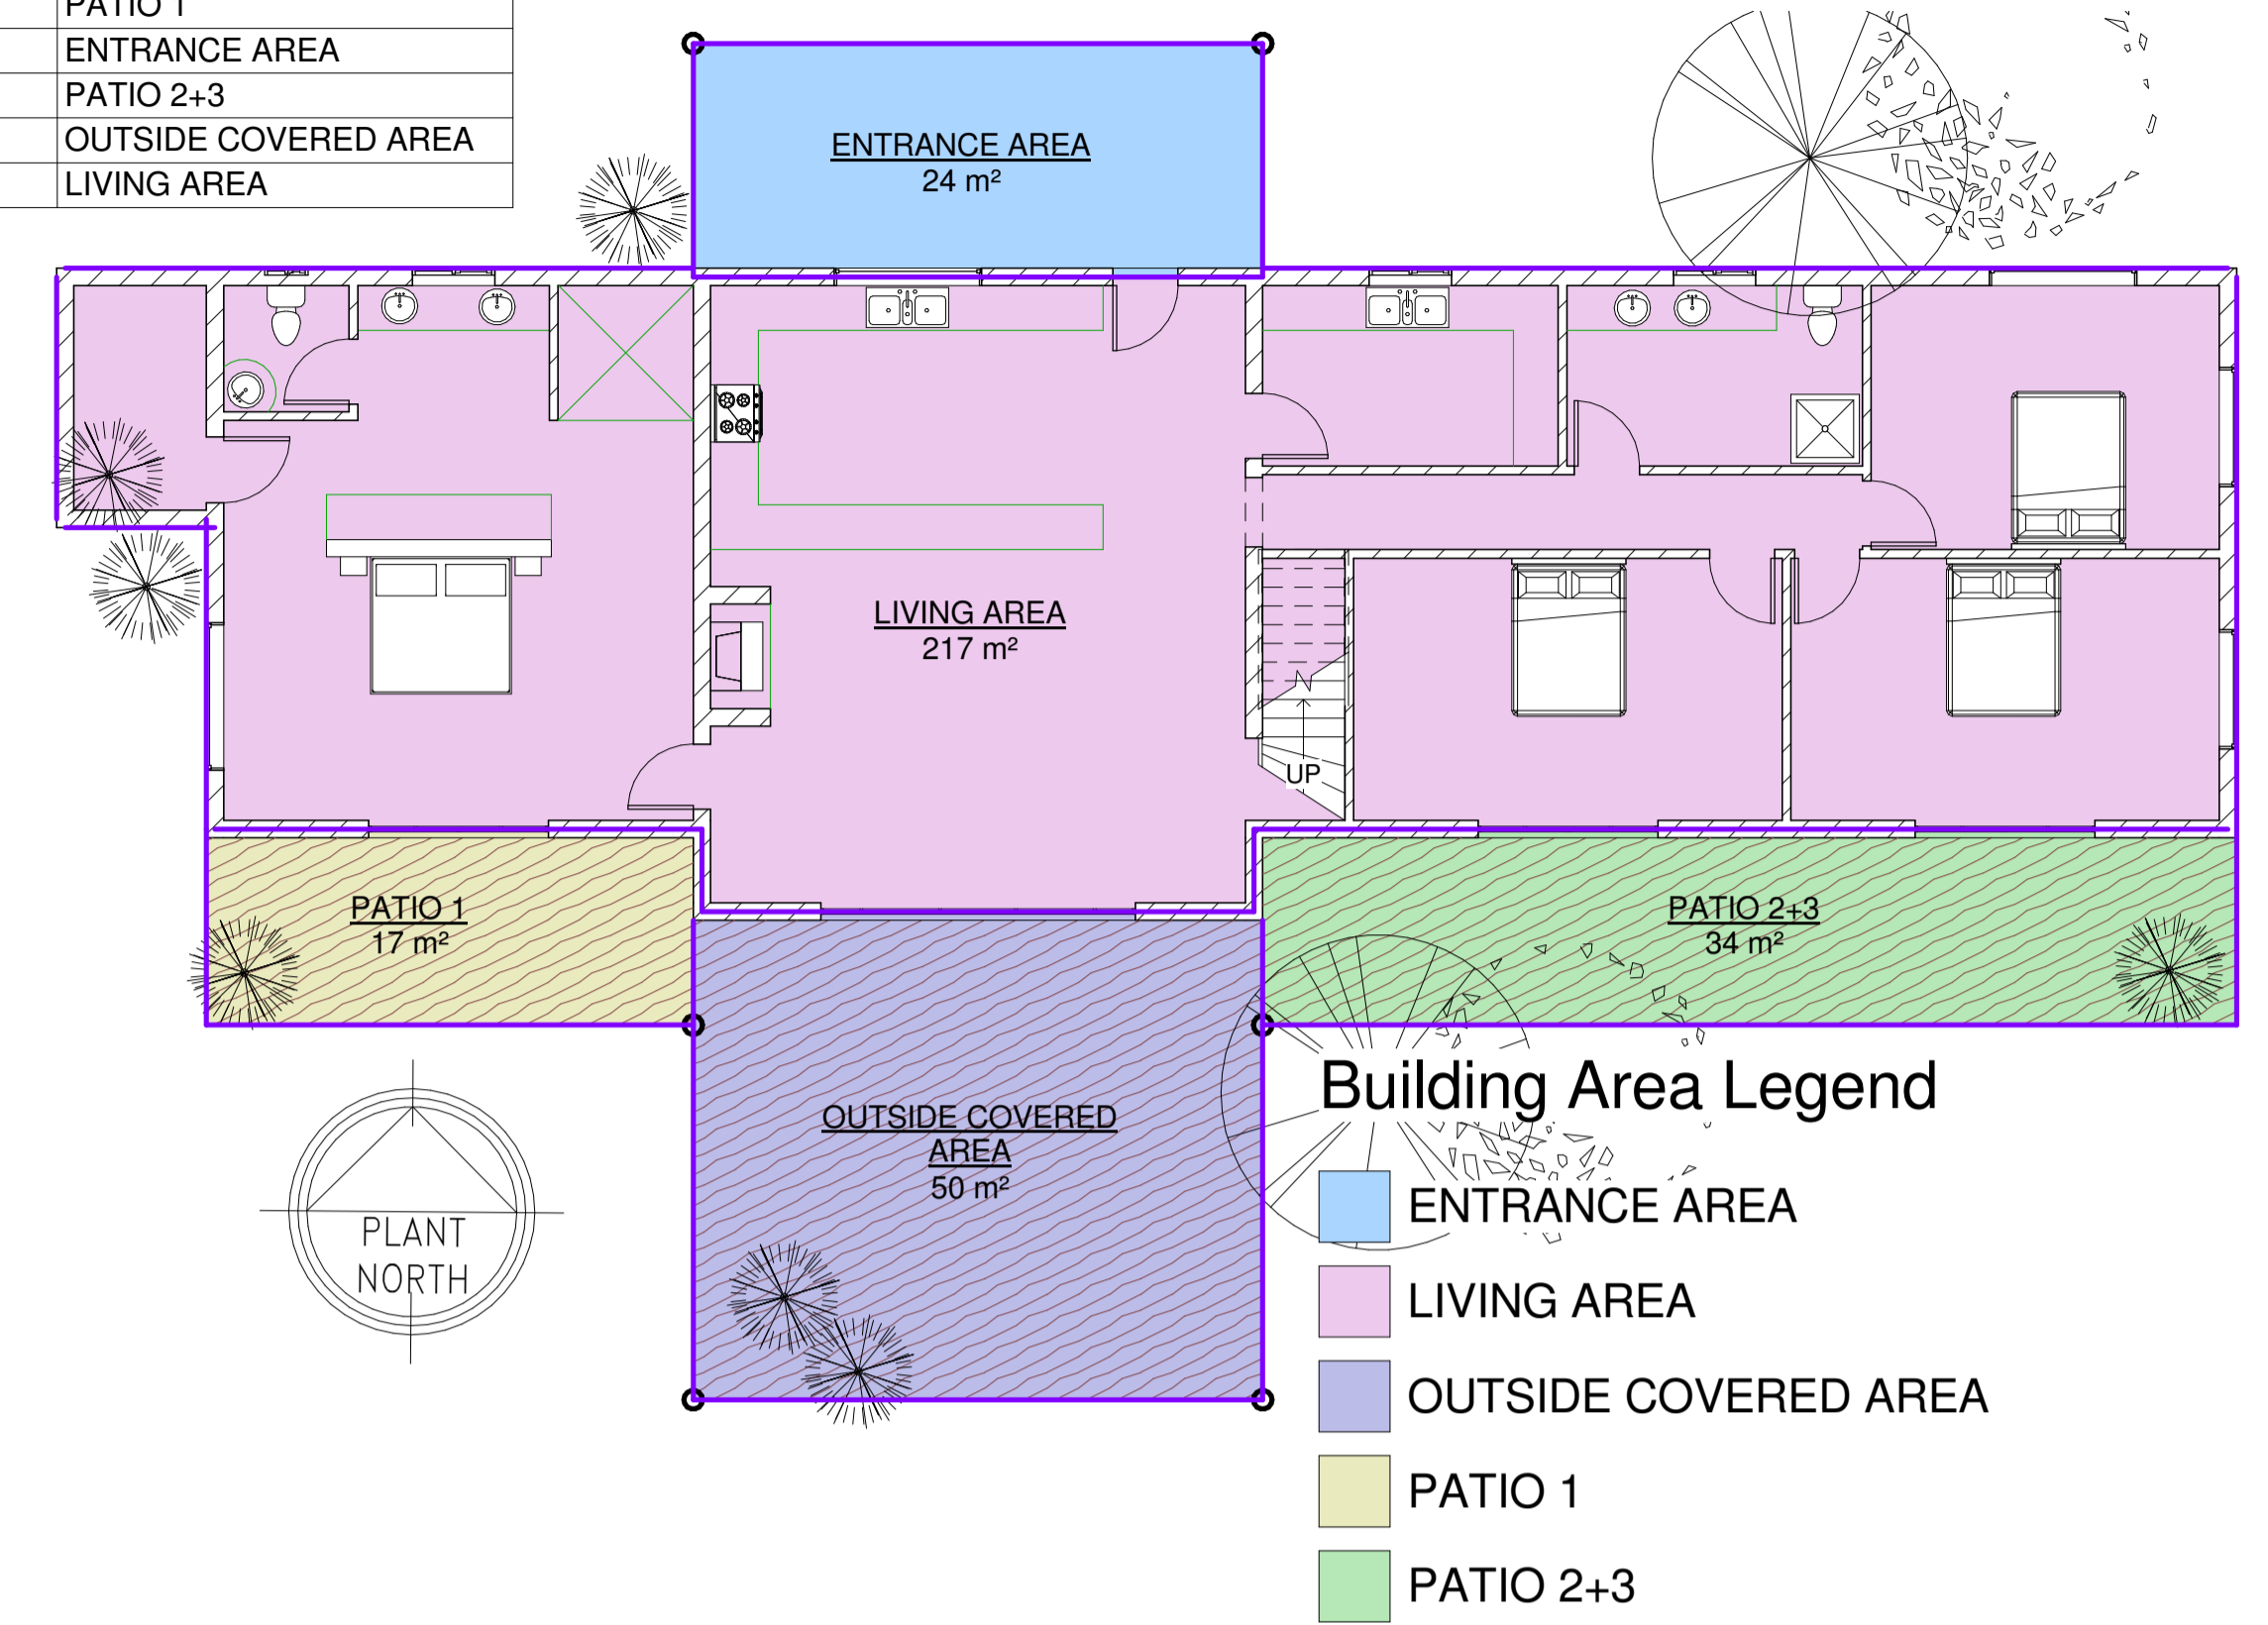 PATIO 1
ENTRANCE AREA
PATIO 2+3
OUTSIDE COVERED AREA
LIVING AREA
ENTRANCE AREA
24 m²
LIVING AREA
217 m²
UP
PATIO 1
17 m²
PATIO 2+3
34 m²
OUTSIDE COVERED
AREA
50 m²
PLANT
NORTH
Building Area Legend
ENTRANCE AREA
LIVING AREA
OUTSIDE COVERED AREA
PATIO 1
PATIO 2+3